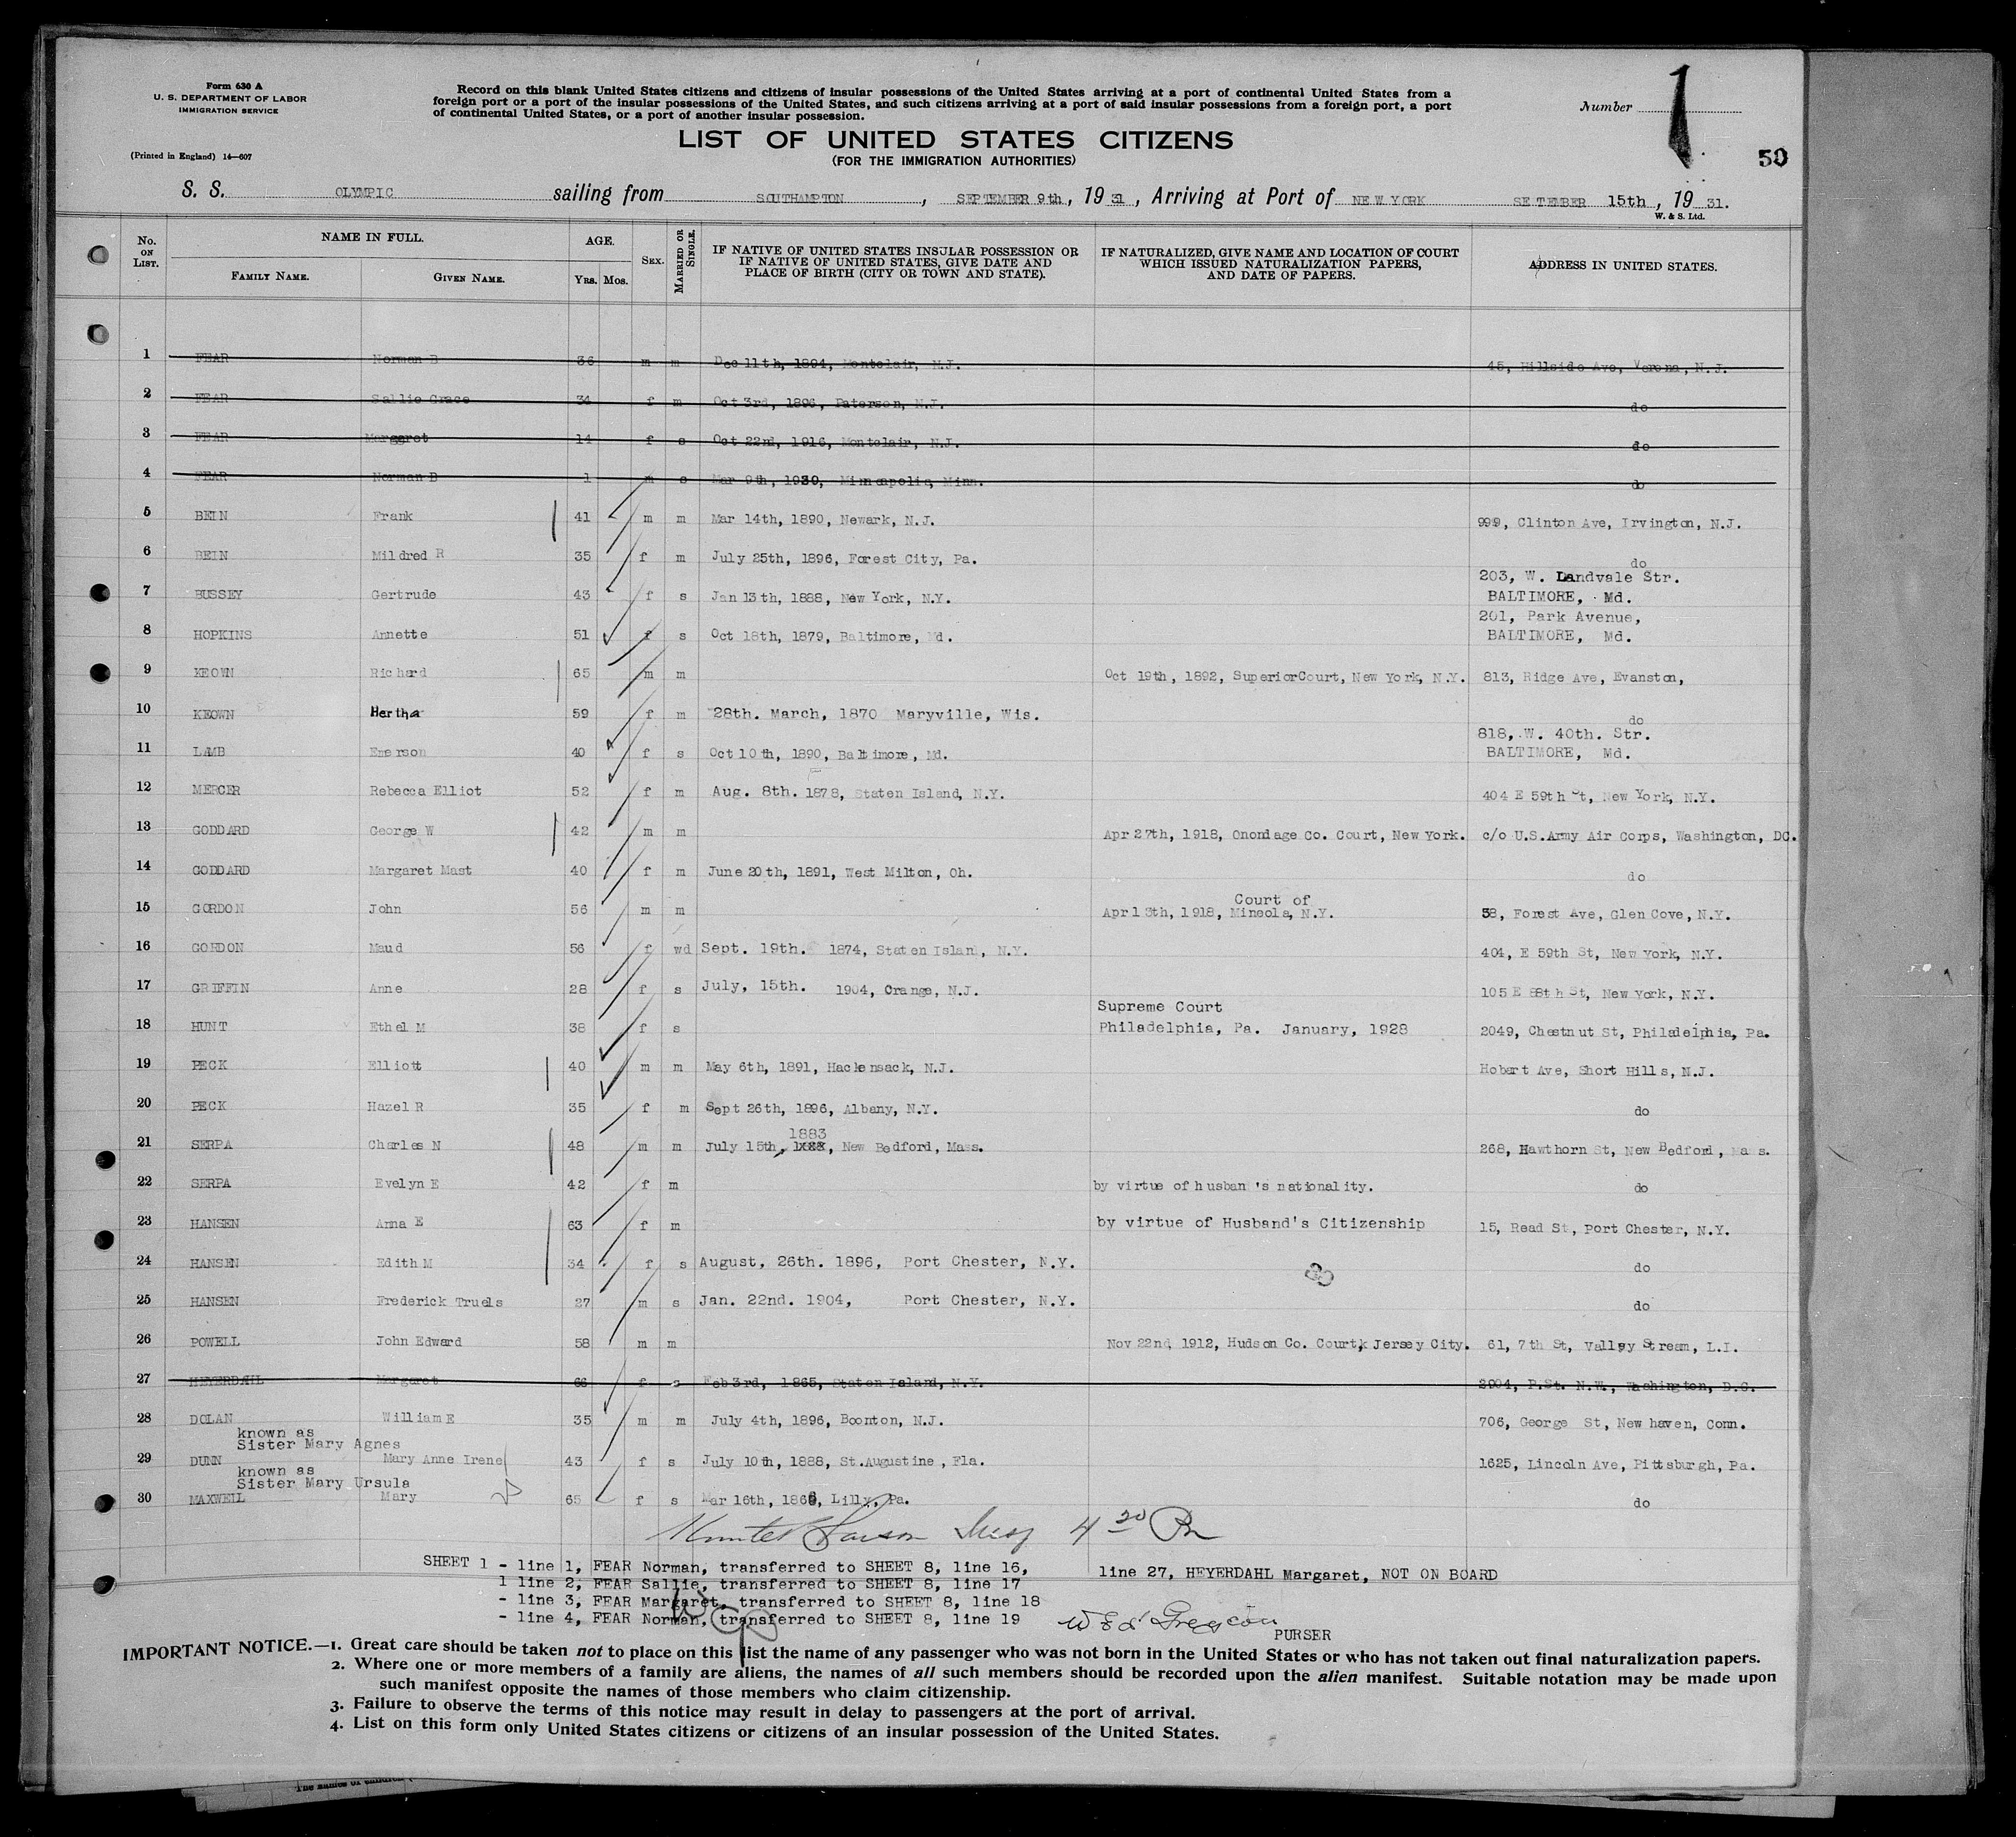 Form 630 A
U. S. DEPARTMENT OF LABOR
IMMIGRATION SERVICE
(Printed in England) 14—607
Record on this blank United States citizens and citizens of insular possessions of the United States arriving at a port of continental United States from a
foreign port or a port of the insular possessions of the United States, and such citizens arriving at a port of said insular possessions from a foreign port, a port
of continental United States, or a port of another insular possession.
Number 1
50
LIST OF UNITED STATES CITIZENS
(FOR THE IMMIGRATION AUTHORITIES)
S. S. OLYMPIC sailing from SOUTHAMPTON, SEPTEMBER 9th, 19 31, Arriving at Port of NEW YORK SE TEMBER 15th, 19 31.
W. & S. Ltd.
No. ON LIST. NAME IN FULL. FAMILY NAME. GIVEN NAME. AGE. YRS. MOS. SEX. MARRIED OR SINGLE. IF NATIVE OF UNITED STATES INSULAR POSSESSION OR IF NATIVE OF UNITED STATES, GIVE DATE AND PLACE OF BIRTH (CITY OR TOWN AND STATE). IF NATURALIZED, GIVE NAME AND LOCATION OF COURT WHICH ISSUED NATURALIZATION PAPERS, AND DATE OF PAPERS. ADDRESS IN UNITED STATES.
1 FEAR Norman B 36 m m Dec 11th, 1894, Montclair, N.J. 45, Hillside Ave, Verona, N.J.
2 FEAR Sallie Grace 34 f m Oct 3rd, 1896, Paterson, N.J. do
3 FEAR Margaret 14 f s Oct 22nd, 1916, Montclair, N.J. do
4 FEAR Norman B 1 m s Mar 9th, 1930, Minneapolis, Minn. do
5 BEIN Frank 41 m m Mar 14th, 1890, Newark, N.J. 999, Clinton Ave, Irvington, N.J.
6 BEIN Mildred R 35 f m July 25th, 1896, Forest City, Pa. do
7 BUSSEY Gertrude 43 f s Jan 13th, 1888, New York, N.Y. 203, W. Landvale Str. BALTIMORE, Md.
8 HOPKINS Annette 51 f s Oct 18th, 1879, Baltimore, Md. 201, Park Avenue, BALTIMORE, Md.
9 KEOWN Richard 65 m m Oct 19th, 1892, SuperiorCourt, New York, N.Y. 813, Ridge Ave, Evanston,
10 KEOWN Hertha 59 f m 28th. March, 1870 Maryville, Wis. do
11 LAMB Emerson 40 f s Oct 10th, 1890, Baltimore, Md. 818, W. 40th. Str. BALTIMORE, Md.
12 MERCER Rebecca Elliot 52 f m Aug. 8th. 1878, Staten Island, N.Y. 404 E 59th St, New York, N.Y.
13 GODDARD George W 42 m m Apr 27th, 1918, Onondage Co. Court, New York. c/o U.S.Army Air Corps, Washington, DC.
14 GODDARD Margaret Mast 40 f m June 20th, 1891, West Milton, Oh. do
15 GORDON John 56 m m Apr 13th, 1918, Court of Mineola, N.Y. 38, Forest Ave, Glen Cove, N.Y.
16 GORDON Maud 56 f wd Sept. 19th. 1874, Staten Island, N.Y. 404, E 59th St, New York, N.Y.
17 GRIFFIN Anne 28 f s July, 15th. 1904, Orange, N.J. 105 E 88th St, New York, N.Y.
18 HUNT Ethel M 38 f s Supreme Court Philadelphia, Pa. January, 1928 2049, Chestnut St, Philadelphia, Pa.
19 PECK Elliott 40 m m May 6th, 1891, Hackensack, N.J. Hobart Ave, Short Hills, N.J.
20 PECK Hazel R 35 f m Sept 26th, 1896, Albany, N.Y. do
21 SERPA Charles N 48 m m July 15th, 1883, New Bedford, Mass. 268, Hawthorn St, New Bedford, Mass.
22 SERPA Evelyn E 42 f m by virtue of husban 's nationality. do
23 HANSEN Anna E 63 f m by virtue of Husband's Citizenship 15, Read St, Port Chester, N.Y.
24 HANSEN Edith M 34 f s August, 26th. 1896, Port Chester, N.Y. do
25 HANSEN Frederick Truels 27 m s Jan. 22nd. 1904, Port Chester, N.Y. do
26 POWELL John Edward 58 m m Nov 22nd, 1912, Hudson Co. Court, Jersey City. 61, 7th St, Valley Stream, L.I.
27 HEYERDAHL Margaret 66 f s Feb 3rd, 1865, Staten Island, N.Y. 2904, P.St. N.W., Washington, D.C.
28 DOLAN William E 35 m m July 4th, 1896, Boonton, N.J. 706, George St, New haven, Conn.
known as
Sister Mary Agnes
29 DUNN Mary Anne Irene 43 f s July 10th, 1888, St.Augustine, Fla. 1625, Lincoln Ave, Pittsburgh, Pa.
known as
Sister Mary Ursula
30 MAXWELL Mary 65 f s Mar 16th, 1866, Lilly, Pa. do
4 20 Pm
SHEET 1 - line 1, FEAR Norman, transferred to SHEET 8, line 16, line 27, HEYERDAHL Margaret, NOT ON BOARD
1 line 2, FEAR Sallie, transferred to SHEET 8, line 17
- line 3, FEAR Margaret, transferred to SHEET 8, line 18
- line 4, FEAR Norman, transferred to SHEET 8, line 19
PURSER
IMPORTANT NOTICE.—1. Great care should be taken not to place on this list the name of any passenger who was not born in the United States or who has not taken out final naturalization papers.
2. Where one or more members of a family are aliens, the names of all such members should be recorded upon the alien manifest. Suitable notation may be made upon
such manifest opposite the names of those members who claim citizenship.
3. Failure to observe the terms of this notice may result in delay to passengers at the port of arrival.
4. List on this form only United States citizens or citizens of an insular possession of the United States.